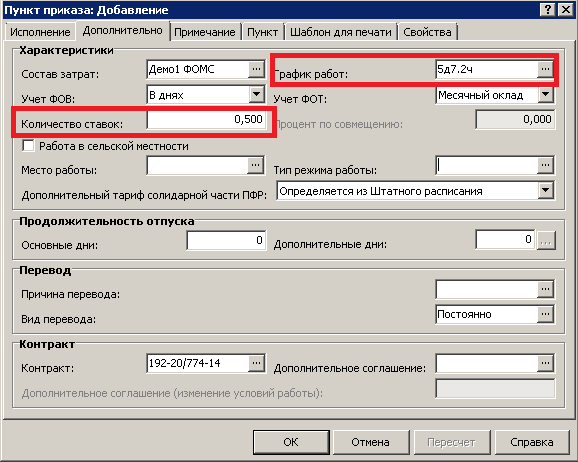 Пункт приказа: Добавление
Исполнение Дополнительно Примечание Пункт Шаблон для печати Свойства
Характеристики
Состав затрат: Демо1 ФОМС ... График работ: 5д7.2ч ...
Учет ФОВ: В днях Учет ФОТ: Месячный оклад
Количество ставок: 0,500 Процент по совмещению: 0,000
Работа в сельской местности
Место работы: ... Тип режима работы: ...
Дополнительный тариф солидарной части ПФР: Определяется из Штатного расписания
Продолжительность отпуска
Основные дни: 0 Дополнительные дни: 0 ...
Перевод
Причина перевода: ...
Вид перевода: Постоянно ...
Контракт
Контракт: 192-20/774-14 ... Дополнительное соглашение: ...
Дополнительное соглашение (изменение условий работы):
ОК Отмена Пересчет Справка